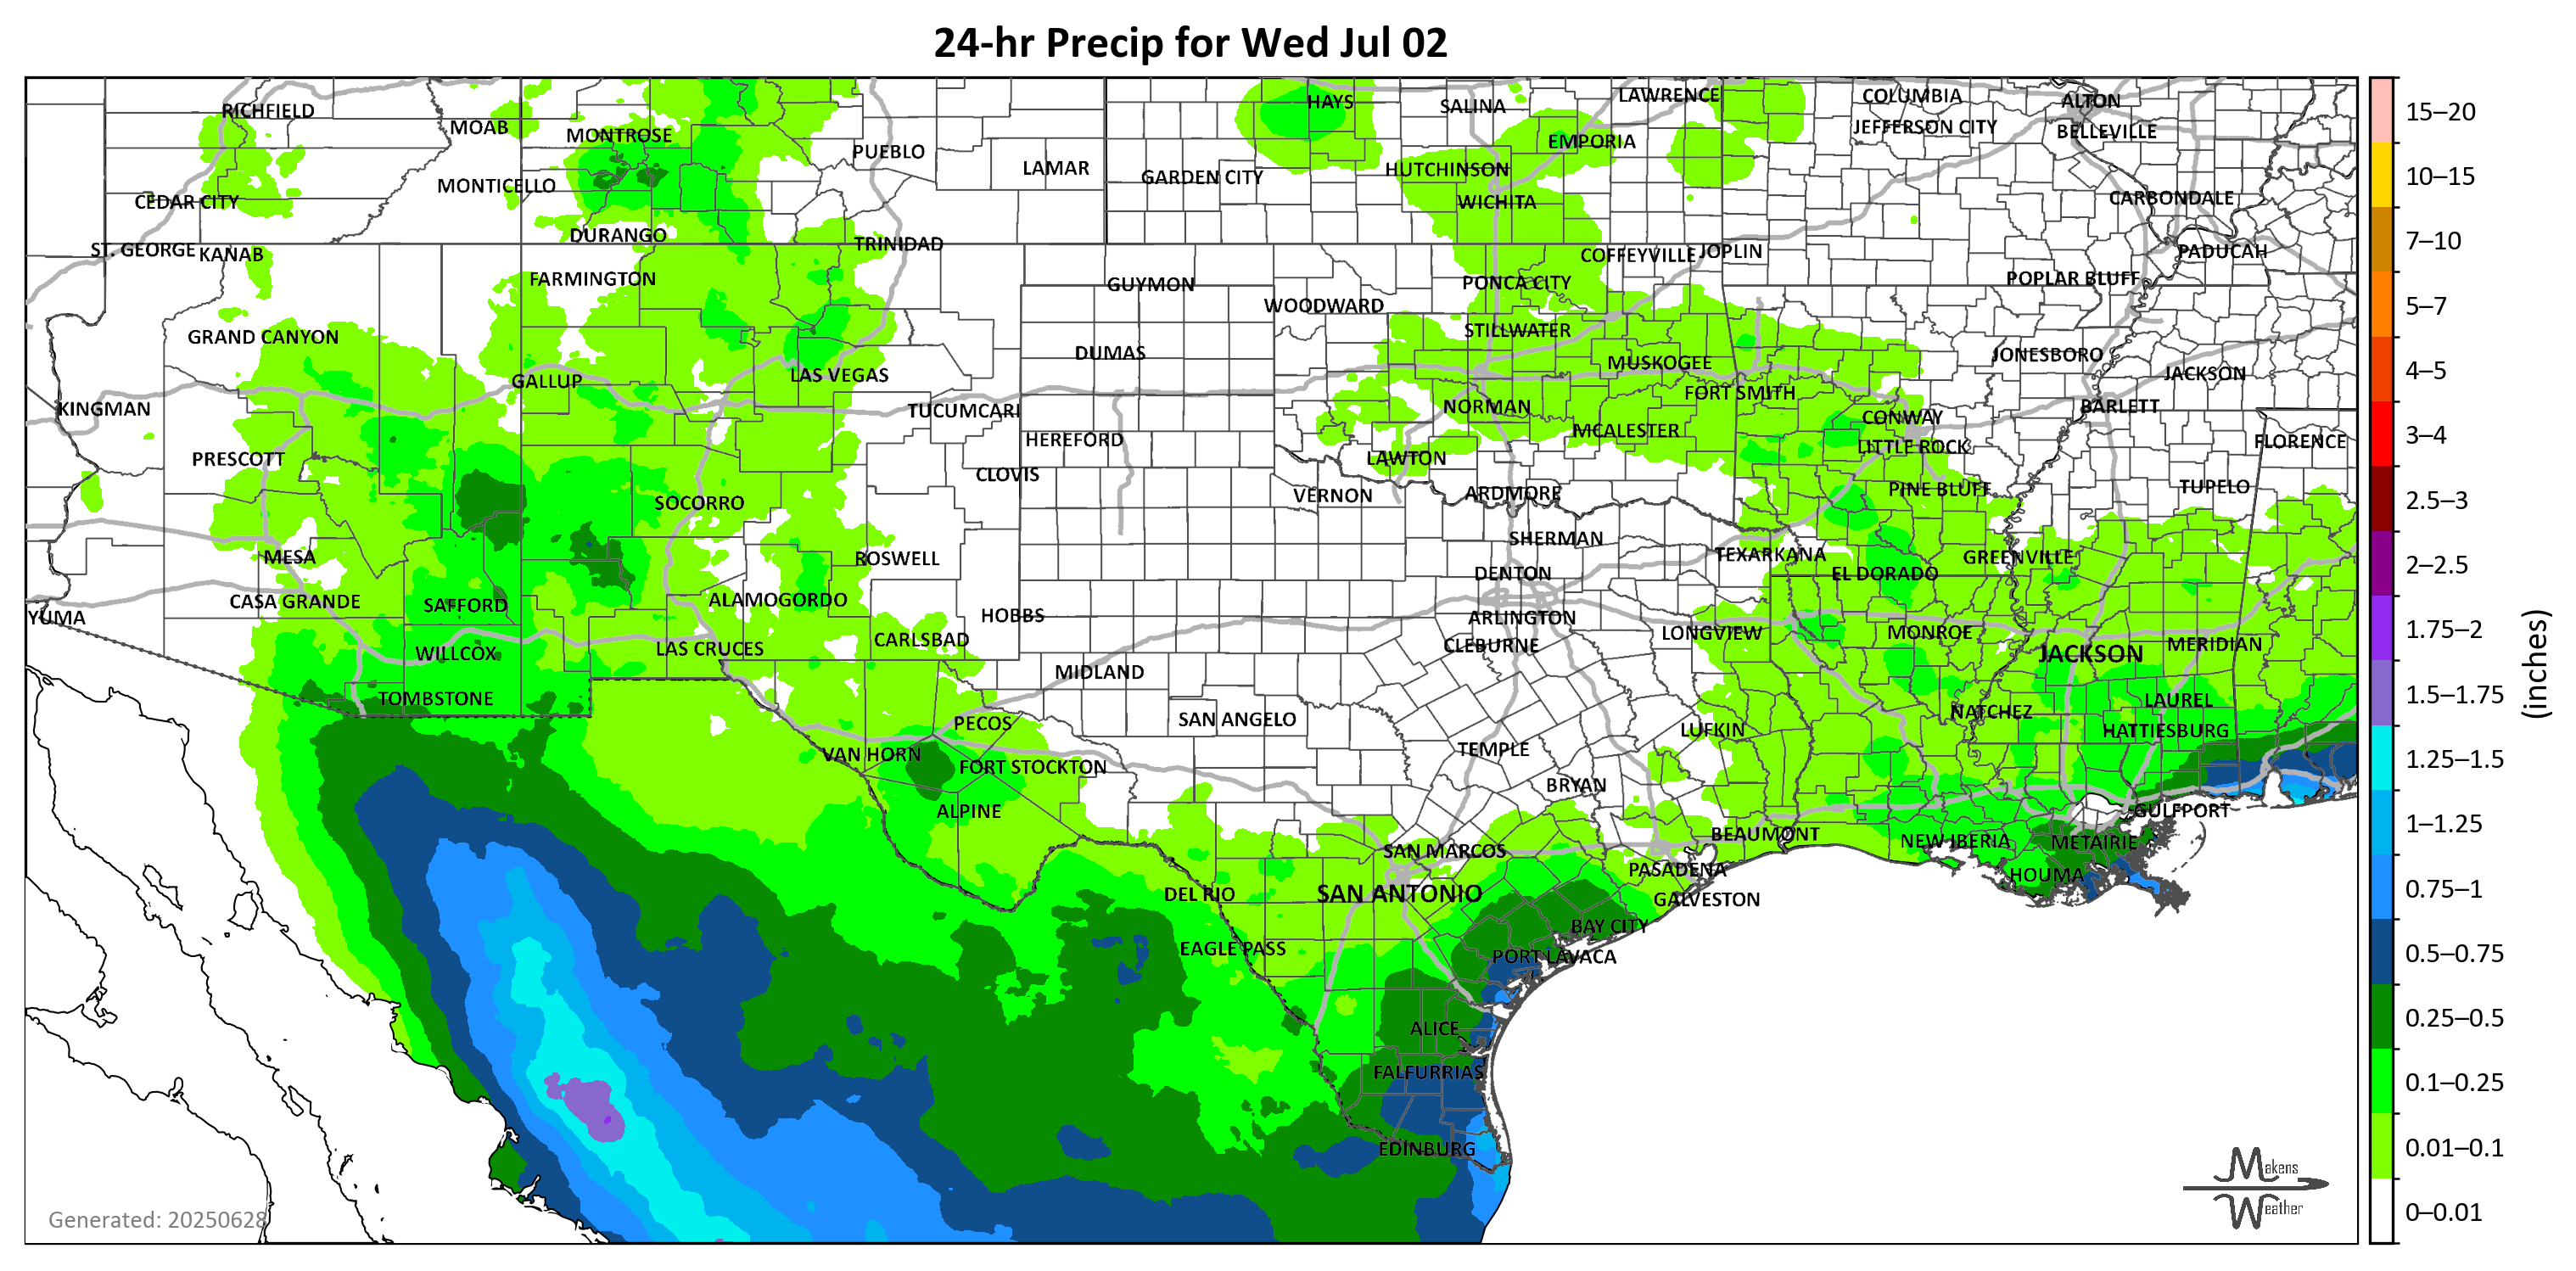 24-hr Precip for Wed Jul 02
RICHFIELD
MOAB
MONTROSE
PUEBLO
LAMAR
HAYS
SALINA
LAWRENCE
COLUMBIA
ALTON
EMPORIA
JEFFERSON CITY
BELLEVILLE
MONTICELLO
GARDEN CITY
HUTCHINSON
CEDAR CITY
WICHITA
CARBONDALE
DURANGO
TRINIDAD
ST. GEORGE
KANAB
COFFEYVILLE
JOPLIN
PADUCAH
FARMINGTON
GUYMON
PONCA CITY
POPLAR BLUFF
WOODWARD
GRAND CANYON
STILLWATER
DUMAS
MUSKOGEE
JONESBORO
GALLUP
LAS VEGAS
FORT SMITH
JACKSON
KINGMAN
TUCUMCARI
NORMAN
CONWAY
BARLETT
HEREFORD
MCALESTER
LITTLE ROCK
FLORENCE
PRESCOTT
CLOVIS
LAWTON
SOCORRO
VERNON
ARDMORE
PINE BLUFF
TUPELO
MESA
ROSWELL
SHERMAN
TEXARKANA
GREENVILLE
DENTON
EL DORADO
CASA GRANDE
SAFFORD
ALAMOGORDO
YUMA
HOBBS
ARLINGTON
WILLCOX
LAS CRUCES
CARLSBAD
CLEBURNE
LONGVIEW
MONROE
JACKSON
MERIDIAN
MIDLAND
TOMBSTONE
PECOS
SAN ANGELO
LUFKIN
NATCHEZ
LAUREL
HATTIESBURG
VAN HORN
FORT STOCKTON
TEMPLE
ALPINE
BRYAN
GULFPORT
SAN MARCOS
BEAUMONT
NEW IBERIA
METAIRIE
DEL RIO
SAN ANTONIO
PASADENA
GALVESTON
HOUMA
EAGLE PASS
BAY CITY
PORT LAVACA
ALICE
FALFURRIAS
EDINBURG
Generated: 20250628
Makens
Weather
15–20
10–15
7–10
5–7
4–5
3–4
2.5–3
2–2.5
1.75–2
1.5–1.75
1.25–1.5
1–1.25
0.75–1
0.5–0.75
0.25–0.5
0.1–0.25
0.01–0.1
0–0.01
(inches)